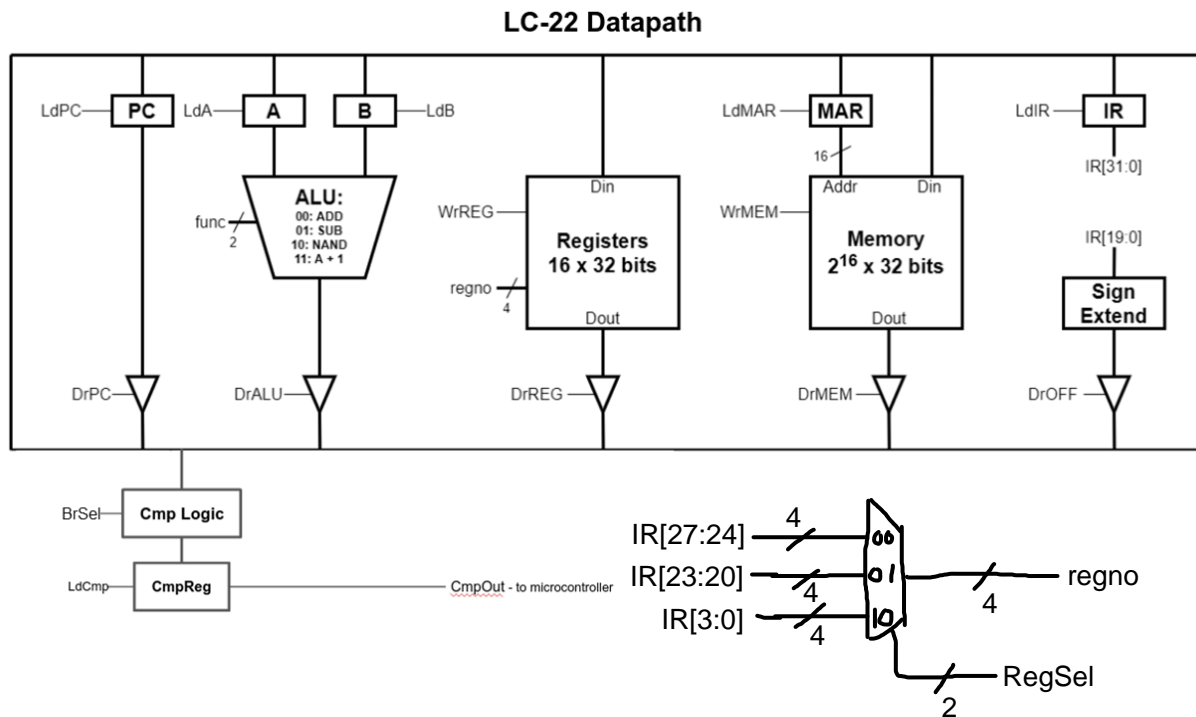 LC-22 Datapath
LdPC
PC
LdA
A
B
LdB
LdMAR
MAR
LdIR
IR
16
IR[31:0]
ALU:
00: ADD
01: SUB
10: NAND
11: A + 1
func
2
Din
WrREG
Registers
16 x 32 bits
regno
4
Dout
Addr
Din
WrMEM
Memory
2¹⁶ x 32 bits
Dout
IR[19:0]
Sign
Extend
DrPC
DrALU
DrREG
DrMEM
DrOFF
BrSel
Cmp Logic
LdCmp
CmpReg
CmpOut - to microcontroller
IR[27:24]
4
00
IR[23:20]
4
01
4
regno
IR[3:0]
4
10
RegSel
2